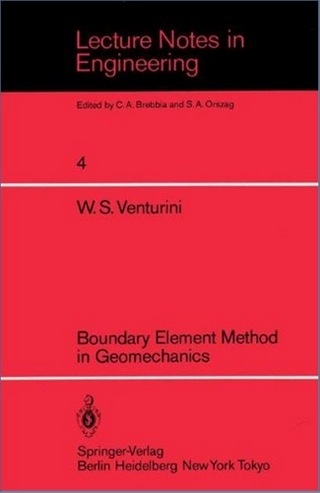 Lecture Notes in
Engineering
Edited by C. A. Brebbia and S. A. Orszag
4
W. S. Venturini
Boundary Element Method
in Geomechanics
Springer-Verlag
Berlin Heidelberg New York Tokyo